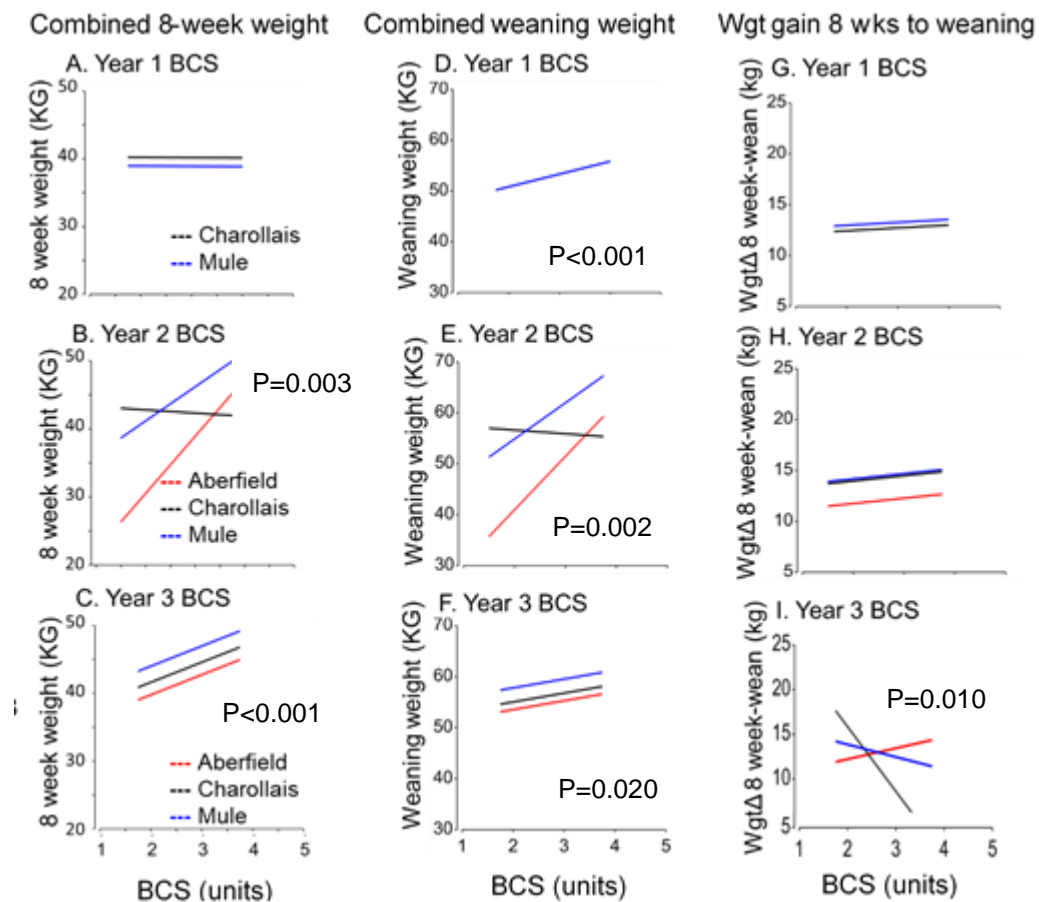 Combined 8-week weight
Combined weaning weight
Wgt gain 8 wks to weaning
A. Year 1 BCS
8 week weight (KG)
50
40
30
20
Charollais
Mule
D. Year 1 BCS
Weaning weight (KG)
70
60
50
40
30
P<0.001
G. Year 1 BCS
Wgt∆ 8 week-wean (kg)
25
20
15
10
5
B. Year 2 BCS
8 week weight (KG)
50
40
30
20
P=0.003
Aberfield
Charollais
Mule
E. Year 2 BCS
Weaning weight (KG)
70
60
50
40
30
P=0.002
H. Year 2 BCS
Wgt∆ 8 week-wean (kg)
25
20
15
10
5
C. Year 3 BCS
8 week weight (KG)
50
40
30
20
P<0.001
Aberfield
Charollais
Mule
1 2 3 4 5
BCS (units)
F. Year 3 BCS
Weaning weight (KG)
70
60
50
40
30
P=0.020
1 2 3 4 5
BCS (units)
I. Year 3 BCS
Wgt∆ 8 week-wean (kg)
25
20
15
10
5
P=0.010
1 2 3 4 5
BCS (units)